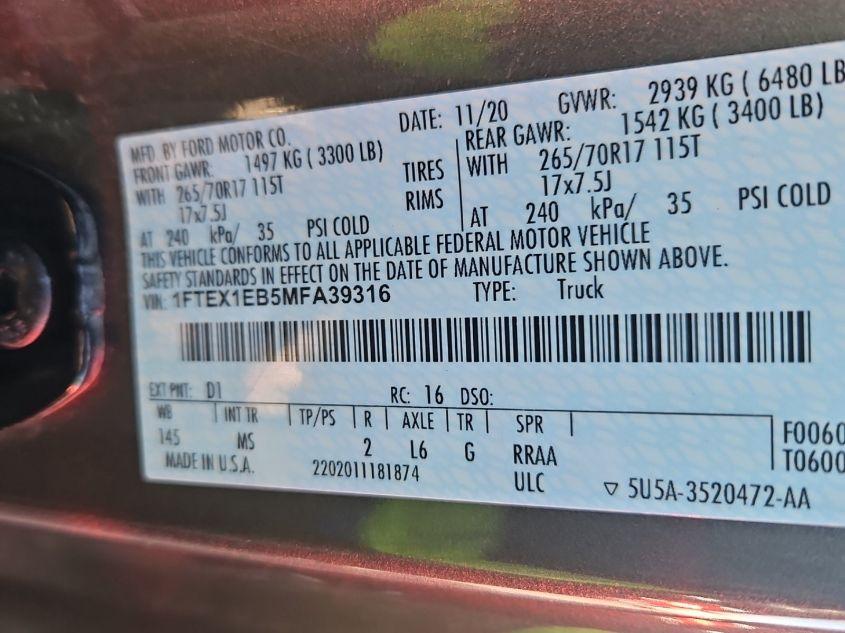 MFD. BY FORD MOTOR CO. DATE: 11/20 GVWR: 2939 KG ( 6480 LB
FRONT GAWR: 1497 KG ( 3300 LB) REAR GAWR: 1542 KG ( 3400 LB)
WITH 265/70R17 115T TIRES WITH 265/70R17 115T
17x7.5J RIMS 17x7.5J
AT 240 kPa/ 35 PSI COLD AT 240 kPa/ 35 PSI COLD
THIS VEHICLE CONFORMS TO ALL APPLICABLE FEDERAL MOTOR VEHICLE
SAFETY STANDARDS IN EFFECT ON THE DATE OF MANUFACTURE SHOWN ABOVE.
VIN: 1FTEX1EB5MFA39316 TYPE: Truck
EXT PNT: D1 RC: 16 DSO:
WB INT TR TP/PS R AXLE TR SPR
145 MS 2 L6 G RRAA
F0060
T0600
MADE IN U.S.A. 2202011181874 ULC ▽ 5U5A-3520472-AA